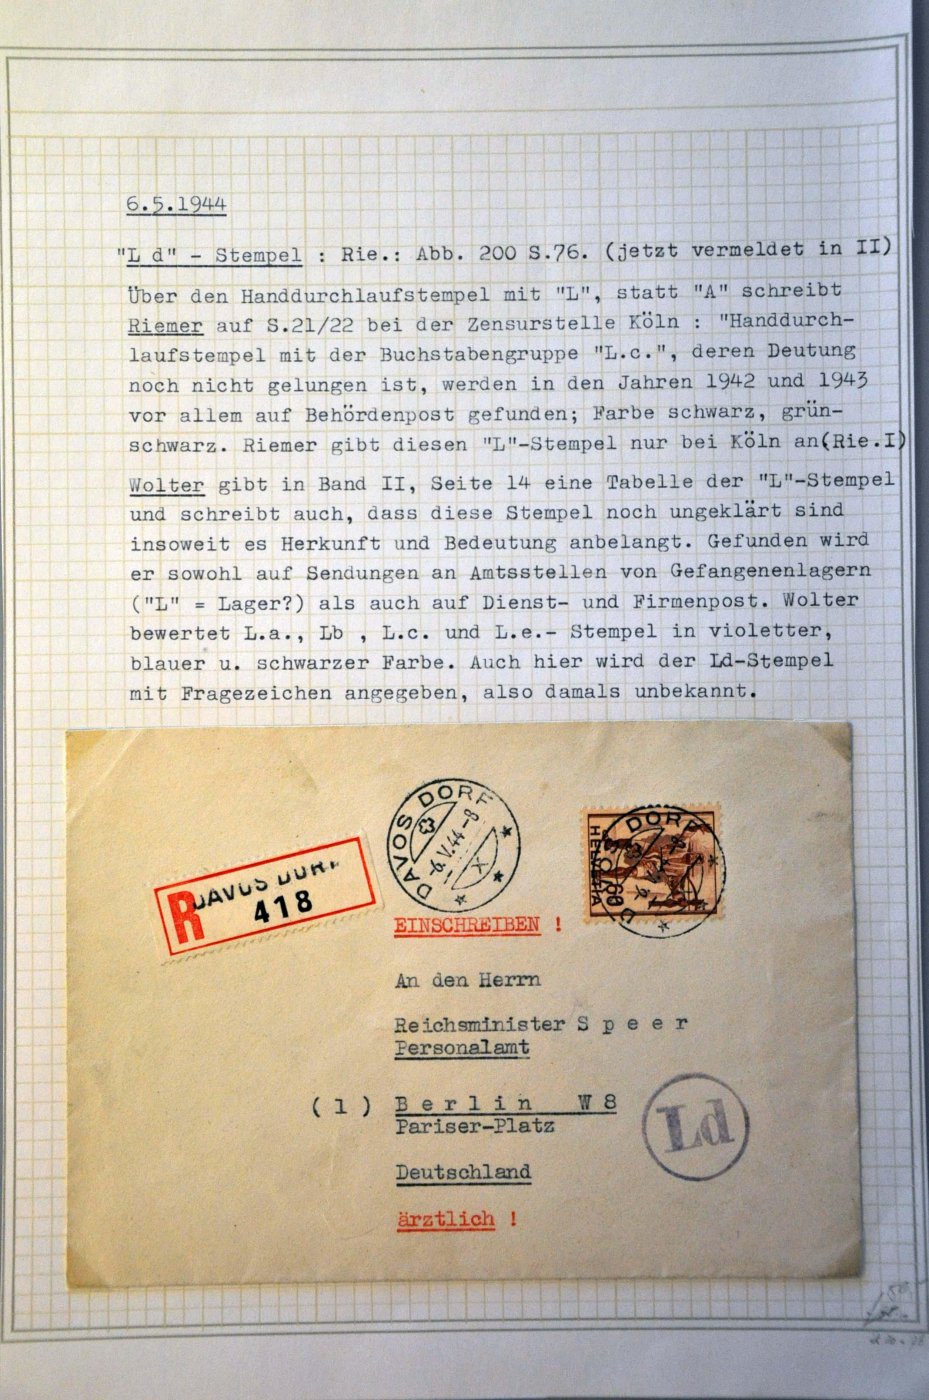 6.5.1944
"L d" - Stempel : Rie.: Abb. 200 S.76. (jetzt vermeldet in II)
Über den Handdurchlaufstempel mit "L", statt "A" schreibt
Riemer auf S.21/22 bei der Zensurstelle Köln : "Handdurch-
laufstempel mit der Buchstabengruppe "L.c.", deren Deutung
noch nicht gelungen ist, werden in den Jahren 1942 und 1943
vor allem auf Behördenpost gefunden; Farbe schwarz, grün-
schwarz. Riemer gibt diesen "L"-Stempel nur bei Köln an(Rie.I)
Wolter gibt in Band II, Seite 14 eine Tabelle der "L"-Stempel
und schreibt auch, dass diese Stempel noch ungeklärt sind
insoweit es Herkunft und Bedeutung anbelangt. Gefunden wird
er sowohl auf Sendungen an Amtsstellen von Gefangenenlagern
("L" = Lager?) als auch auf Dienst- und Firmenpost. Wolter
bewertet L.a., Lb , L.c. und L.e.- Stempel in violetter,
blauer u. schwarzer Farbe. Auch hier wird der Ld-Stempel
mit Fragezeichen angegeben, also damals unbekannt.
DAVOS DORF
-6.V.44-8
X
DAVOS DORF
HELVETIA
60
R
DAVOS DORF
418
EINSCHREIBEN !
An den Herrn
Reichsminister S p e e r
Personalamt
( 1 ) B e r l i n W 8
Pariser-Platz
Ld
Deutschland
ärztlich !